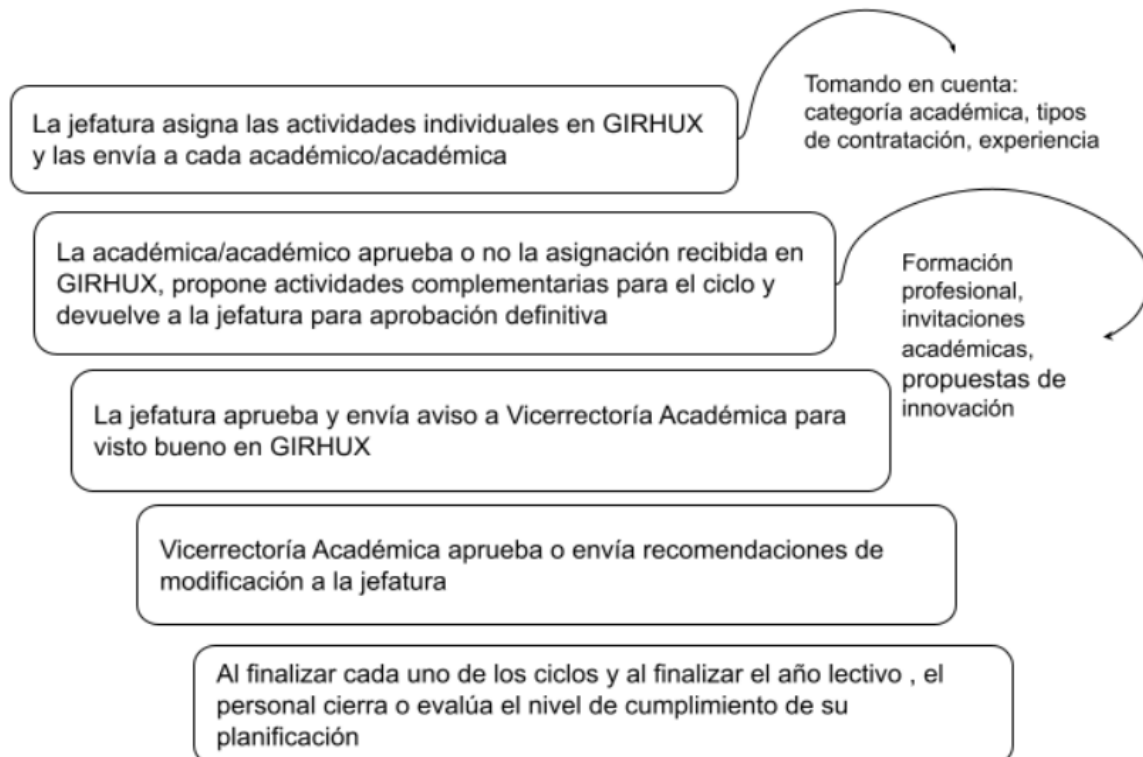 La jefatura asigna las actividades individuales en GIRHUX
y las envía a cada académico/académica
Tomando en cuenta:
categoría académica, tipos
de contratación, experiencia
La académica/académico aprueba o no la asignación recibida en
GIRHUX, propone actividades complementarias para el ciclo y
devuelve a la jefatura para aprobación definitiva
Formación
profesional,
invitaciones
académicas,
propuestas de
innovación
La jefatura aprueba y envía aviso a Vicerrectoría Académica para
visto bueno en GIRHUX
Vicerrectoría Académica aprueba o envía recomendaciones de
modificación a la jefatura
Al finalizar cada uno de los ciclos y al finalizar el año lectivo , el
personal cierra o evalúa el nivel de cumplimiento de su
planificación